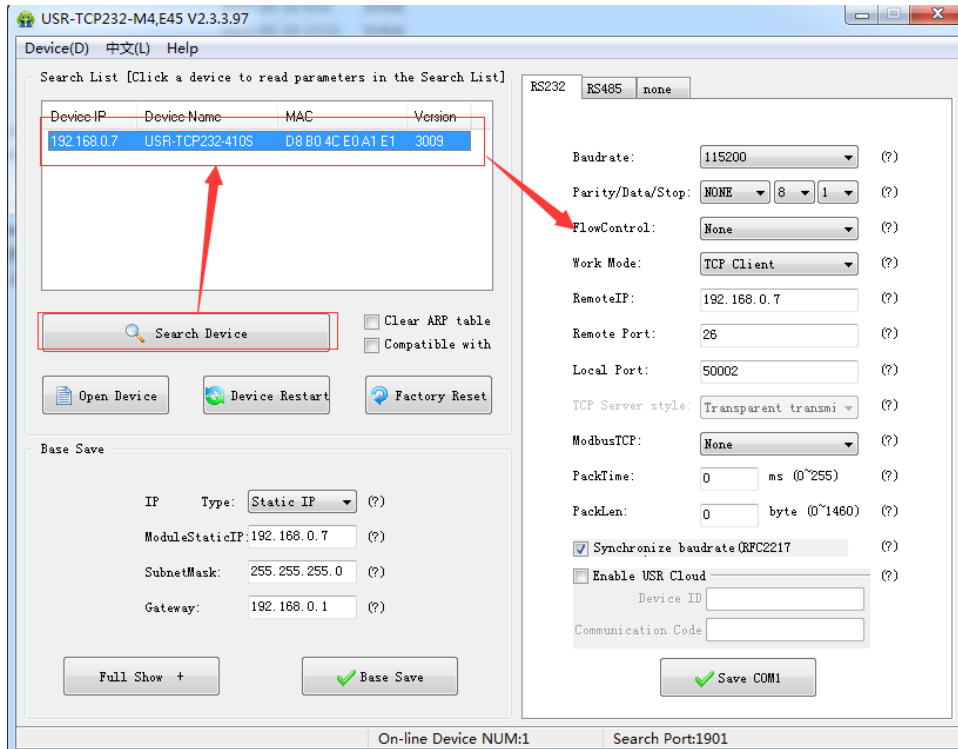 USR-TCP232-M4,E45 V2.3.3.97
Device(D) 中文(L) Help
Search List [Click a device to read parameters in the Search List]
Device IP Device Name MAC Version
192.168.0.7 USR-TCP232-410S D8 B0 4C E0 A1 E1 3009
Search Device
Clear ARP table
Compatible with
Open Device
Device Restart
Factory Reset
Base Save
IP Type: Static IP (?)
ModuleStaticIP: 192.168.0.7 (?)
SubnetMask: 255.255.255.0 (?)
Gateway: 192.168.0.1 (?)
Full Show +
Base Save
RS232 RS485 none
Baudrate: 115200 (?)
Parity/Data/Stop: NONE 8 1 (?)
FlowControl: None (?)
Work Mode: TCP Client (?)
RemoteIP: 192.168.0.7 (?)
Remote Port: 26 (?)
Local Port: 50002 (?)
TCP Server style: Transparent transmi (?)
ModbusTCP: None (?)
PackTime: 0 ms (0~255) (?)
PackLen: 0 byte (0~1460) (?)
Synchronize baudrate(RFC2217 (?)
Enable USR Cloud (?)
Device ID
Communication Code
Save COM1
On-line Device NUM:1 Search Port:1901